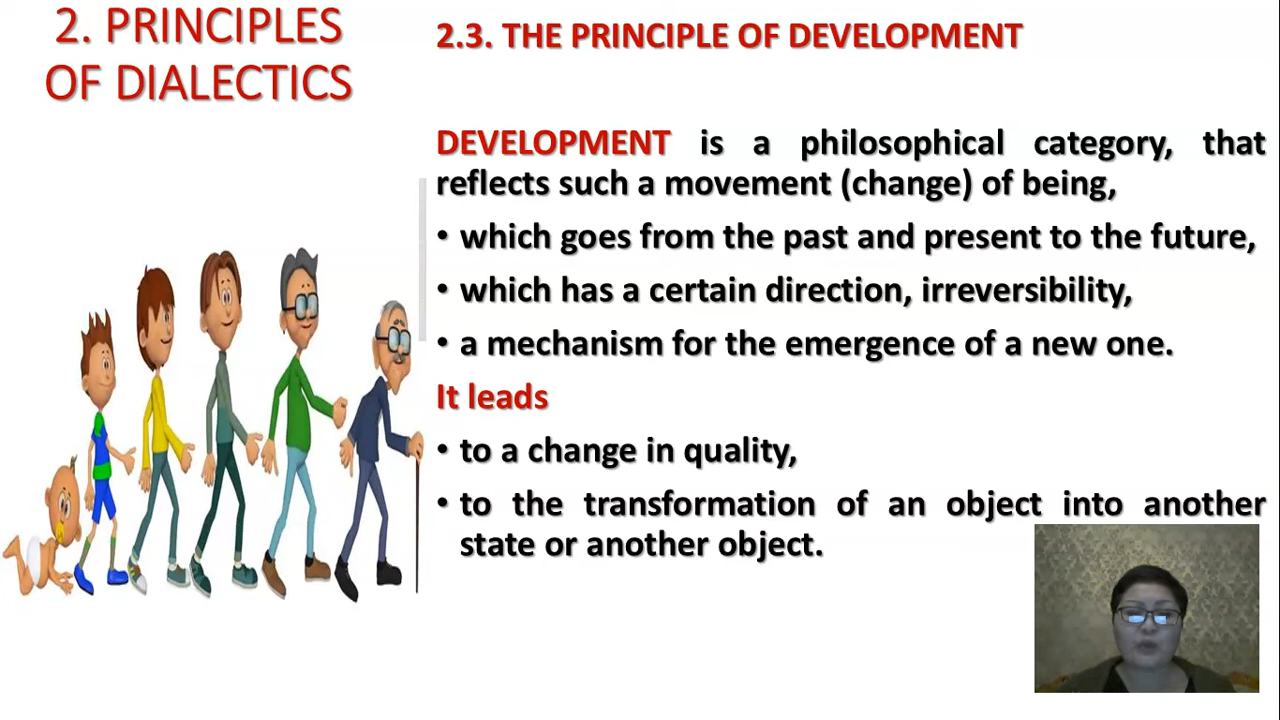 2. PRINCIPLES
OF DIALECTICS
2.3. THE PRINCIPLE OF DEVELOPMENT
DEVELOPMENT is a philosophical category, that
reflects such a movement (change) of being,
• which goes from the past and present to the future,
• which has a certain direction, irreversibility,
• a mechanism for the emergence of a new one.
It leads
• to a change in quality,
• to the transformation of an object into another
state or another object.